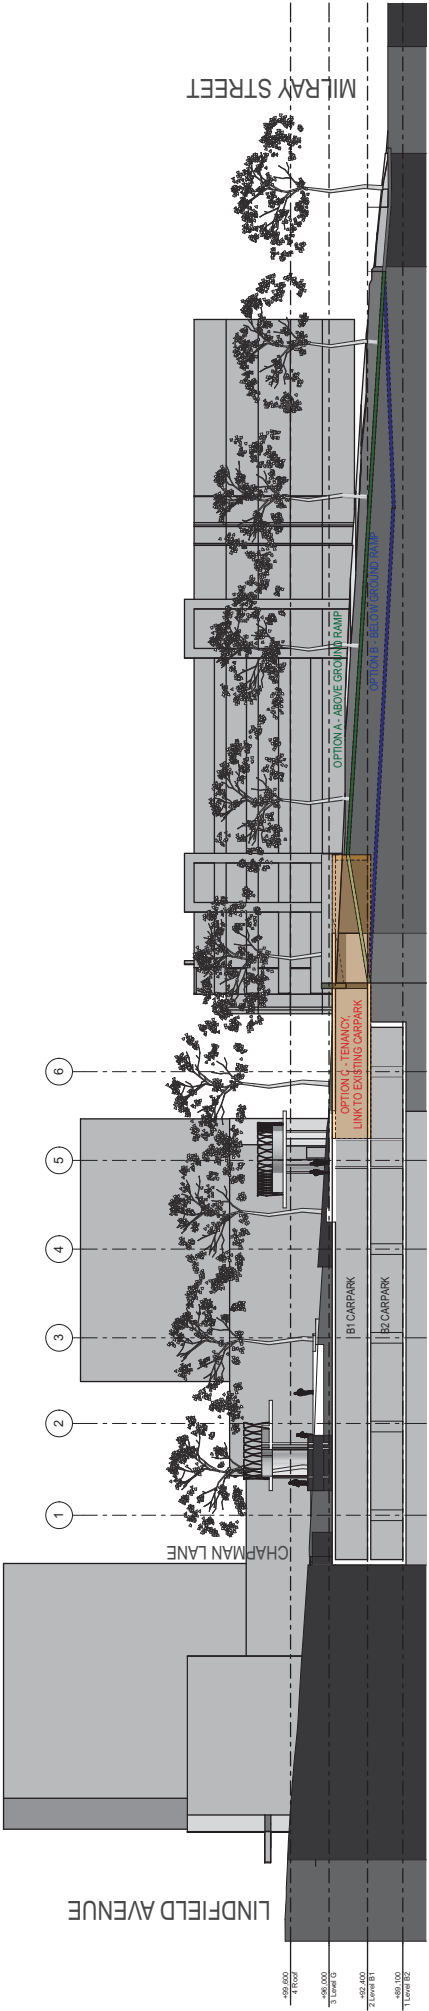 MILRAY STREET
OPTION A - ABOVE GROUND RAMP
OPTION B - BELOW GROUND RAMP
6
OPTION C - TENANCY,
LINK TO EXISTING CARPARK
5
4
3
B1 CARPARK
B2 CARPARK
2
1
CHAPMAN LANE
LINDFIELD AVENUE
+99,600
4 Roof
+96,000
3 Level G
+92,400
2 Level B1
+89,100
1 Level B2